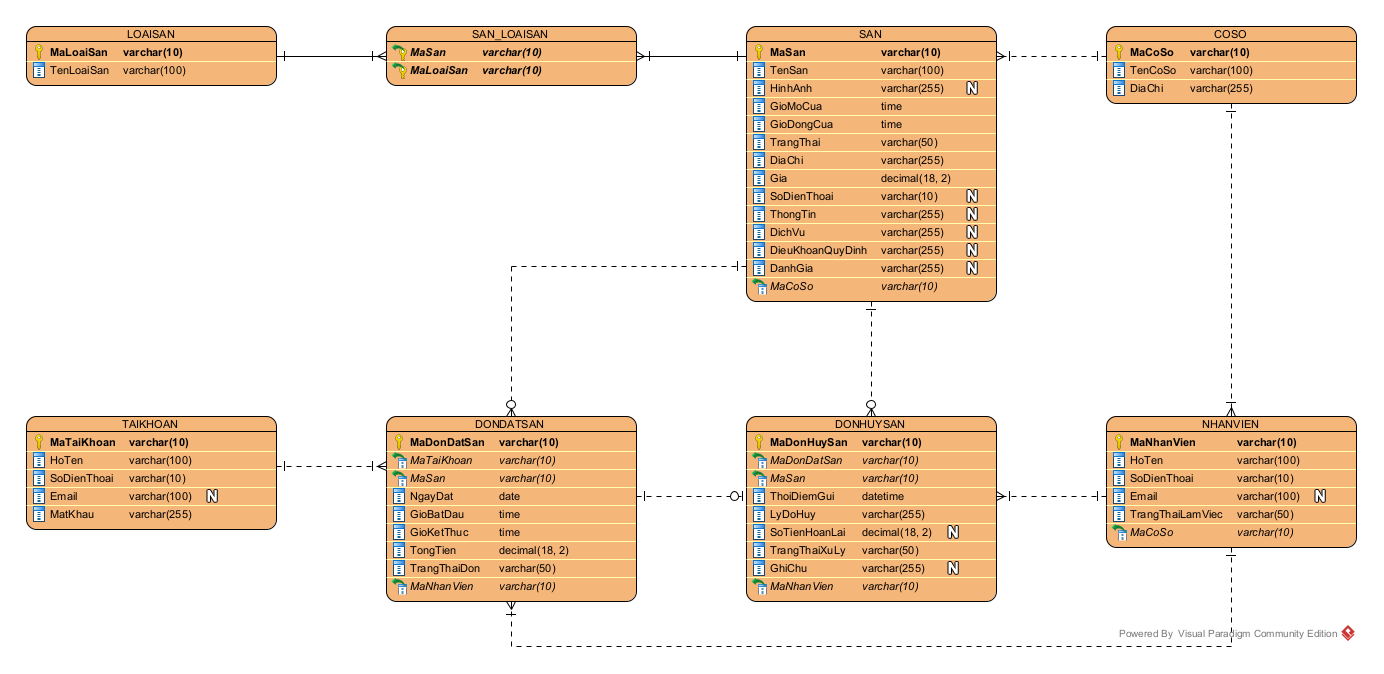 LOAISAN
MaLoaiSan varchar(10)
TenLoaiSan varchar(100)
SAN_LOAISAN
MaSan varchar(10)
MaLoaiSan varchar(10)
SAN
MaSan varchar(10)
TenSan varchar(100)
HinhAnh varchar(255) N
GioMoCua time
GioDongCua time
TrangThai varchar(50)
DiaChi varchar(255)
Gia decimal(18, 2)
SoDienThoai varchar(10) N
ThongTin varchar(255) N
DichVu varchar(255) N
DieuKhoanQuyDinh varchar(255) N
DanhGia varchar(255) N
MaCoSo varchar(10)
COSO
MaCoSo varchar(10)
TenCoSo varchar(100)
DiaChi varchar(255)
TAIKHOAN
MaTaiKhoan varchar(10)
HoTen varchar(100)
SoDienThoai varchar(10)
Email varchar(100) N
MatKhau varchar(255)
DONDATSAN
MaDonDatSan varchar(10)
MaTaiKhoan varchar(10)
MaSan varchar(10)
NgayDat date
GioBatDau time
GioKetThuc time
TongTien decimal(18, 2)
TrangThaiDon varchar(50)
MaNhanVien varchar(10)
DONHUYSAN
MaDonHuySan varchar(10)
MaDonDatSan varchar(10)
MaSan varchar(10)
ThoiDiemGui datetime
LyDoHuy varchar(255)
SoTienHoanLai decimal(18, 2) N
TrangThaiXuLy varchar(50)
GhiChu varchar(255) N
MaNhanVien varchar(10)
NHANVIEN
MaNhanVien varchar(10)
HoTen varchar(100)
SoDienThoai varchar(10)
Email varchar(100) N
TrangThaiLamViec varchar(50)
MaCoSo varchar(10)
Powered By Visual Paradigm Community Edition